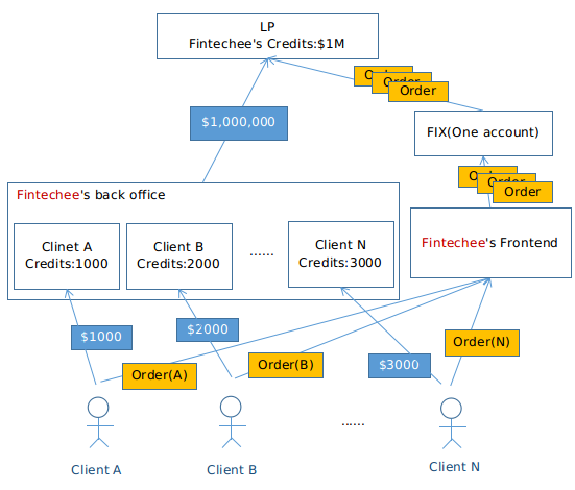 LP
Fintechee's Credits:$1M
Order
Order
Order
$1,000,000
FIX(One account)
Order
Order
Order
Fintechee's back office
Clinet A
Credits:1000
Client B
Credits:2000
......
Client N
Credits:3000
Fintechee's Frontend
$1000
$2000
Order(A)
Order(B)
$3000
Order(N)
......
Client A
Client B
Client N